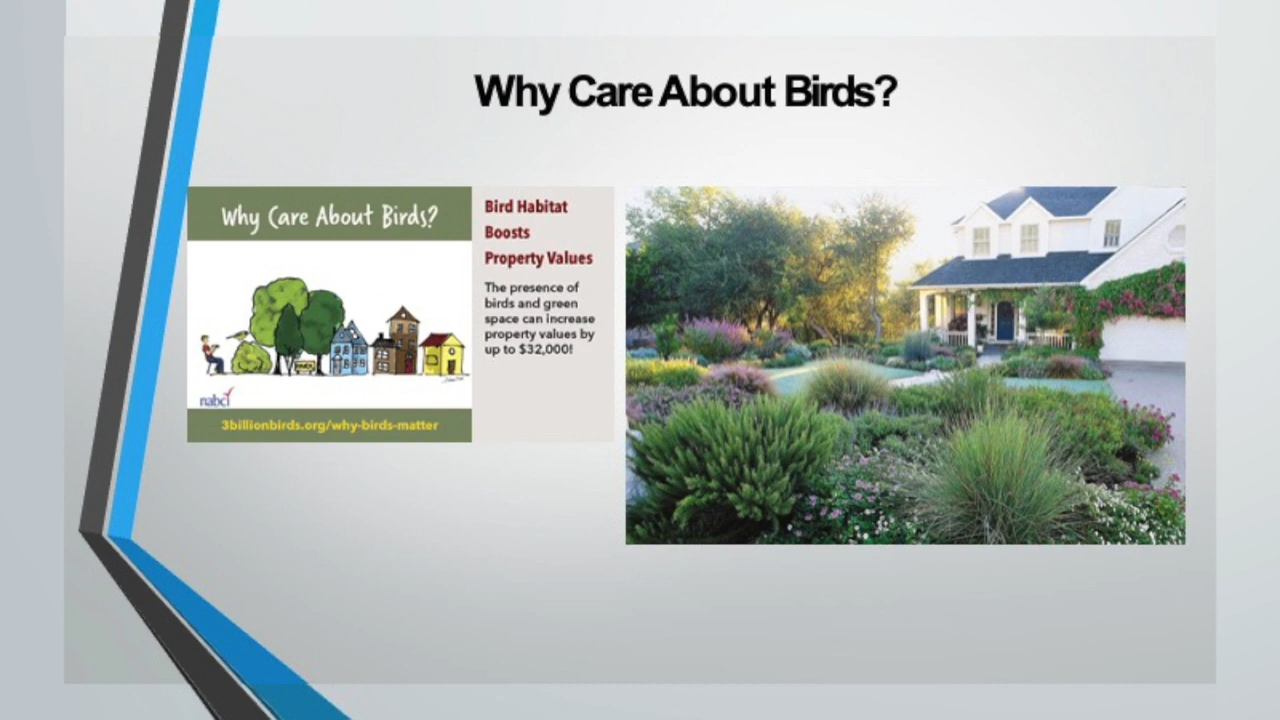 Why Care About Birds?
Why Care About Birds?
nabci
3billionbirds.org/why-birds-matter
Bird Habitat
Boosts
Property Values
The presence of
birds and green
space can increase
property values by
up to $32,000!